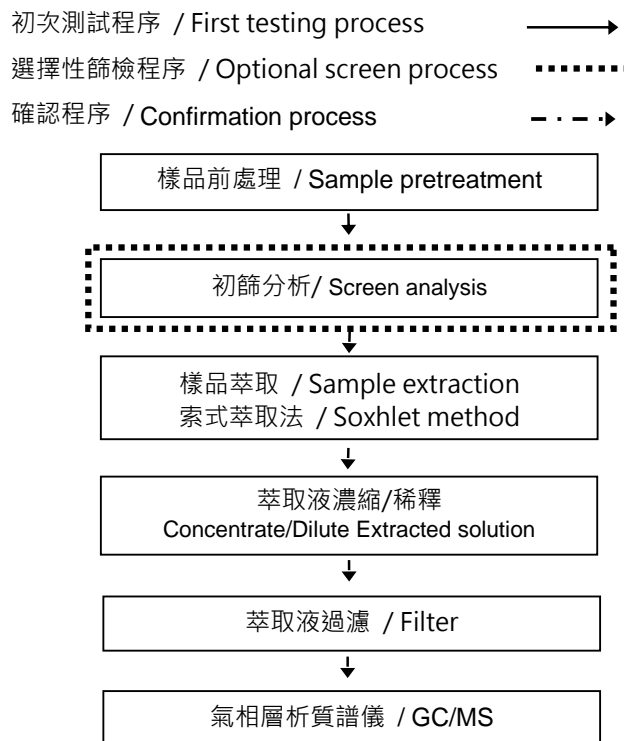 初次測試程序 / First testing process
選擇性篩檢程序 / Optional screen process
確認程序 / Confirmation process
樣品前處理 / Sample pretreatment
初篩分析/ Screen analysis
樣品萃取 / Sample extraction
索式萃取法 / Soxhlet method
萃取液濃縮/稀釋
Concentrate/Dilute Extracted solution
萃取液過濾 / Filter
氣相層析質譜儀 / GC/MS